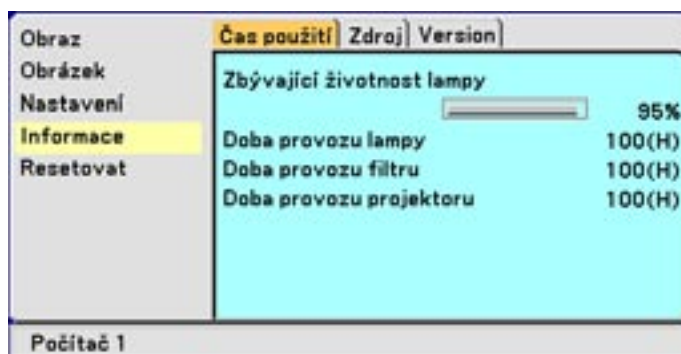 Obraz
Obrázek
Nastavení
Informace
Resetovat
Čas použití Zdroj Version
Zbývající životnost lampy
95%
Doba provozu lampy 100(H)
Doba provozu filtru 100(H)
Doba provozu projektoru 100(H)
Počítač 1